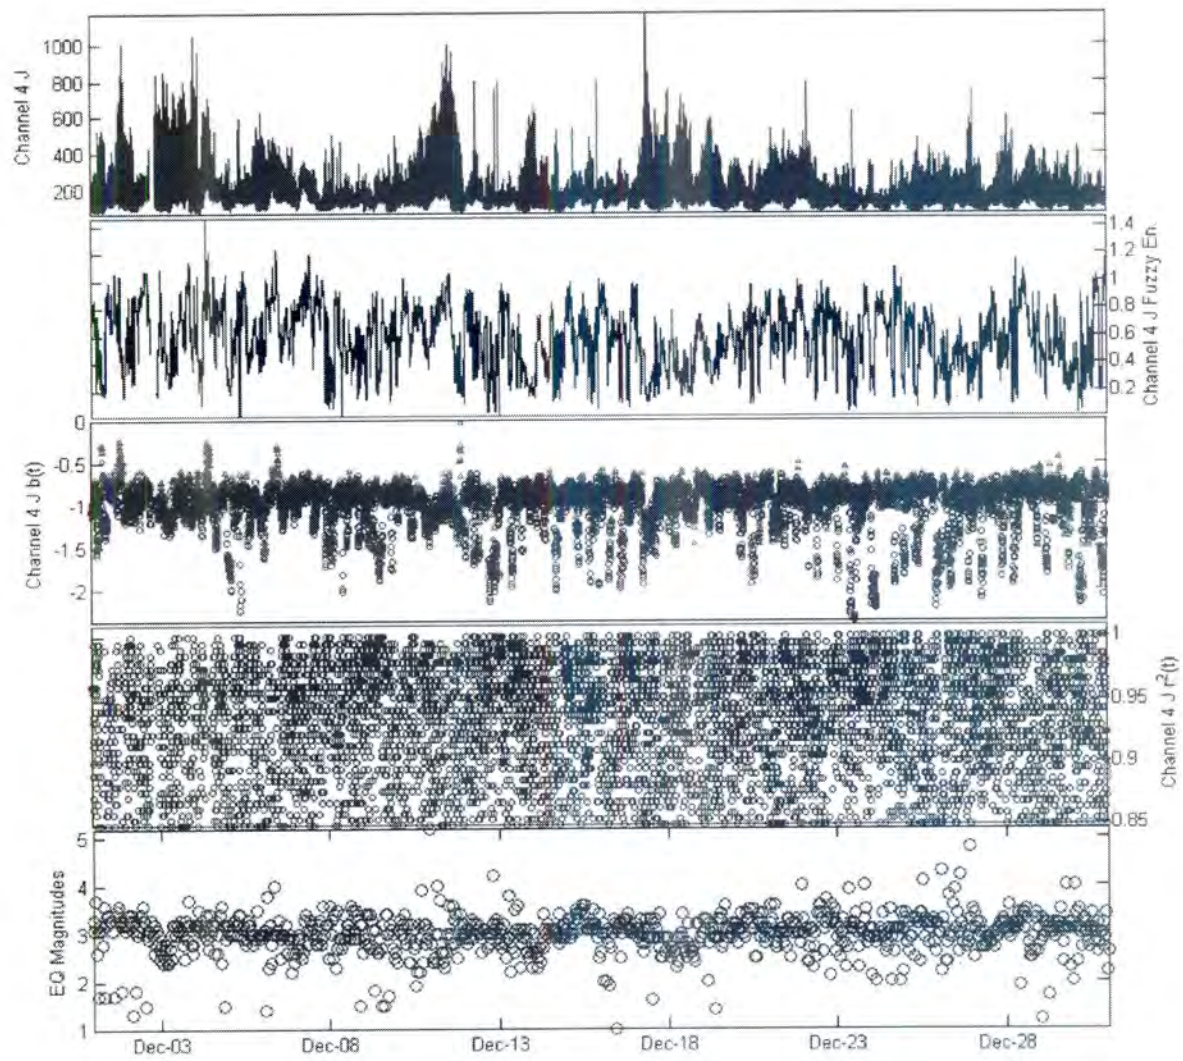 Channel 4 J
1000
800
600
400
200
Channel 4 J Fuzzy En.
1.4
1.2
1
0.8
0.6
0.4
0.2
Channel 4 J b(t)
0
-0.5
-1
-1.5
-2
Channel 4 J r²(t)
1
0.95
0.9
0.85
EQ Magnitudes
5
4
3
2
1
Dec-03
Dec-08
Dec-13
Dec-18
Dec-23
Dec-28